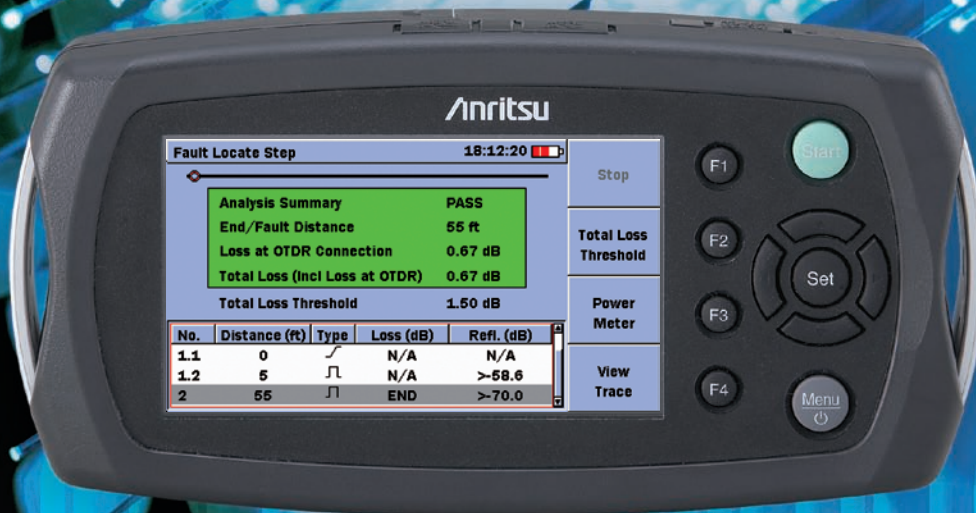 Anritsu
Fault Locate Step 18:12:20
Analysis Summary PASS
End/Fault Distance 55 ft
Loss at OTDR Connection 0.67 dB
Total Loss (Incl Loss at OTDR) 0.67 dB
Total Loss Threshold 1.50 dB
No. Distance (ft) Type Loss (dB) Refl. (dB)
1.1 0 N/A N/A
1.2 5 N/A >-58.6
2 55 END >-70.0
Stop
Total Loss
Threshold
Power
Meter
View
Trace
F1
F2
F3
F4
Start
Set
Menu